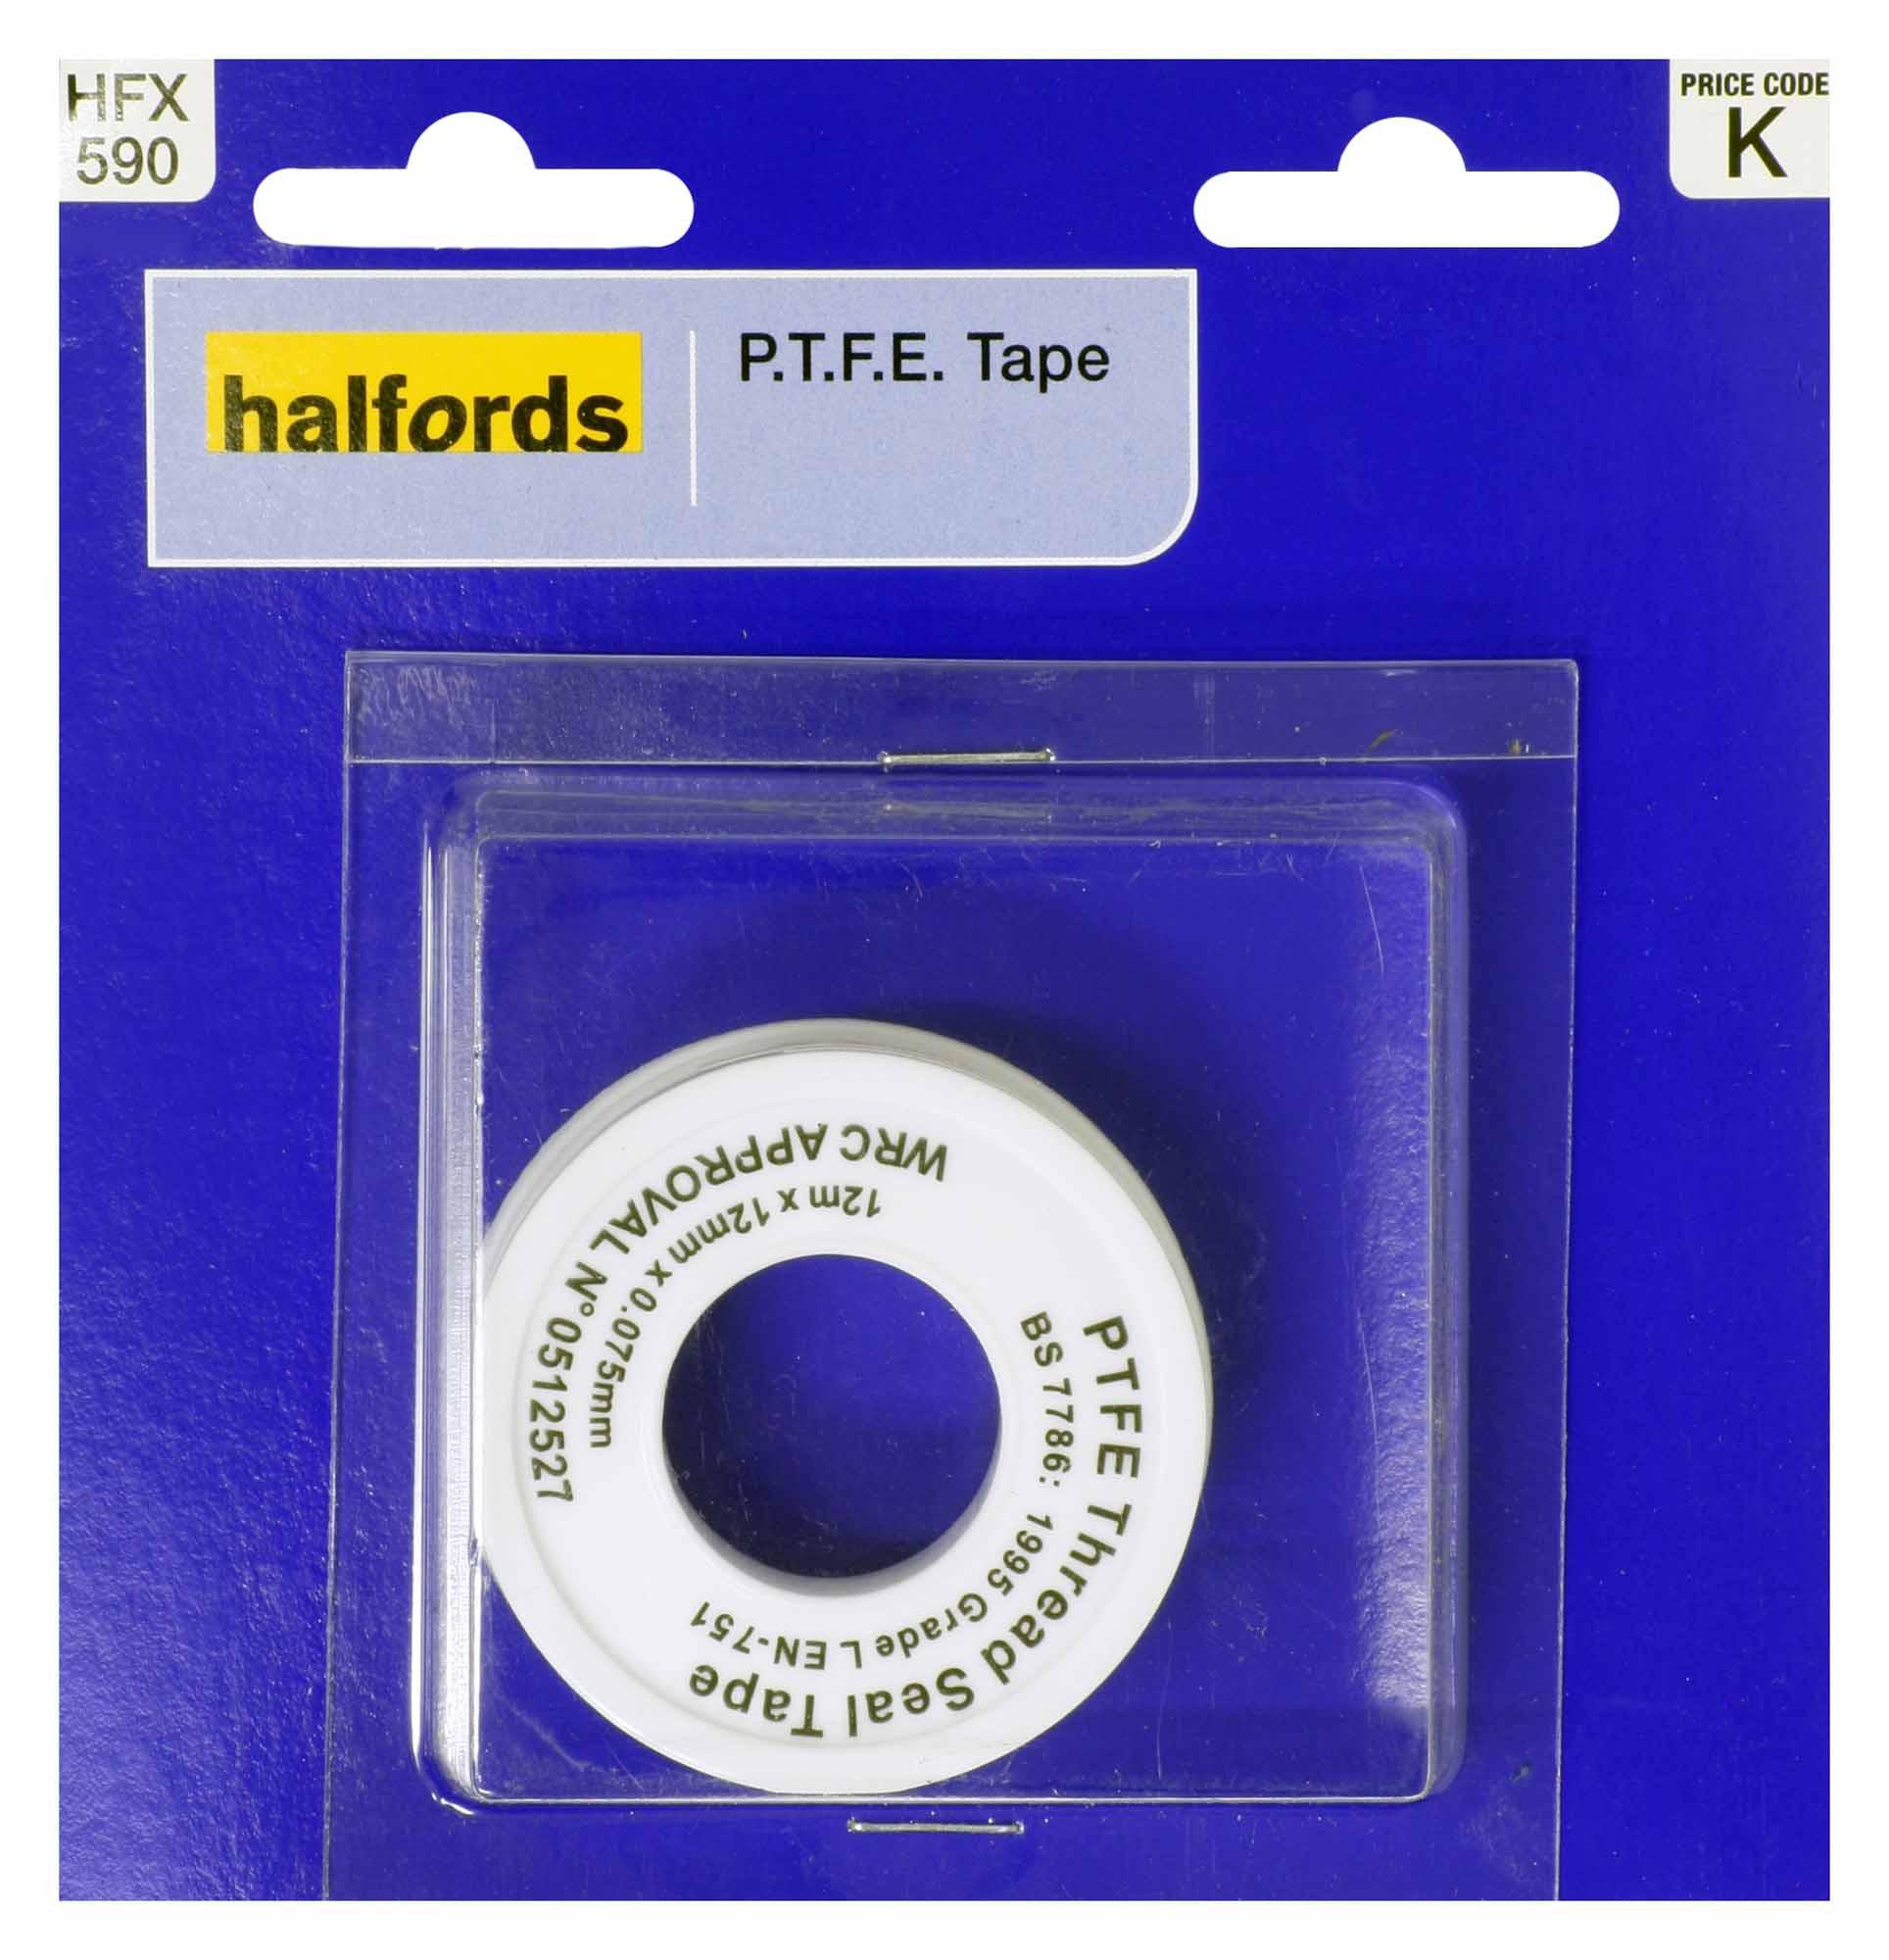 HFX
590
PRICE CODE
K
halfords
P.T.F.E. Tape
WRC APPROVAL N°0512527
12m x 12mm x 0.075mm
PTFE Thread Seal Tape
BS 7786: 1995 Grade L EN-751